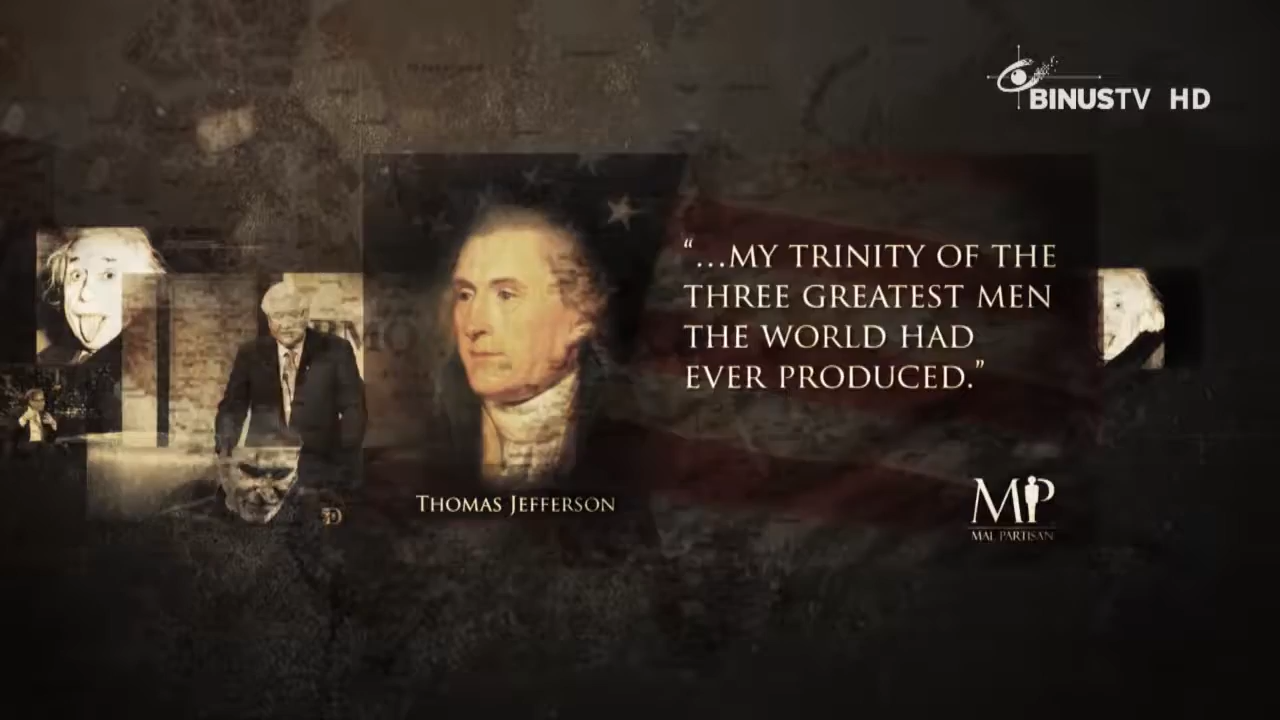 BINUSTV HD
“...MY TRINITY OF THE
THREE GREATEST MEN
THE WORLD HAD
EVER PRODUCED.”
THOMAS JEFFERSON
MP
MAL PARTISAN